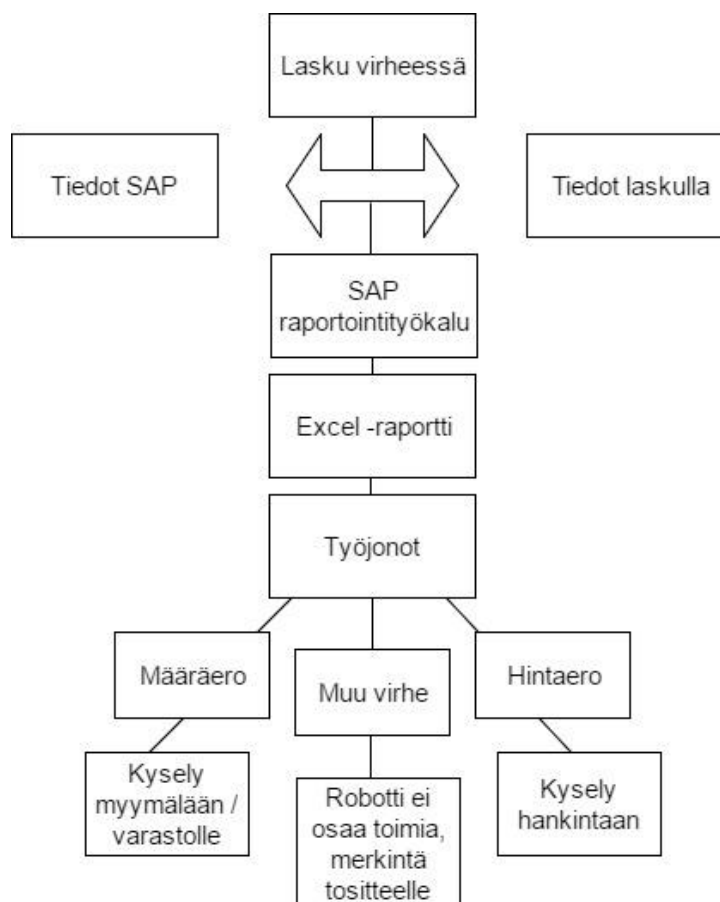 Lasku virheessä
Tiedot SAP
Tiedot laskulla
SAP
raportointityökalu
Excel -raportti
Työjonot
Määräero
Muu virhe
Hintaero
Kysely
myymälään /
varastolle
Robotti ei
osaa toimia,
merkintä
tositteelle
Kysely
hankintaan